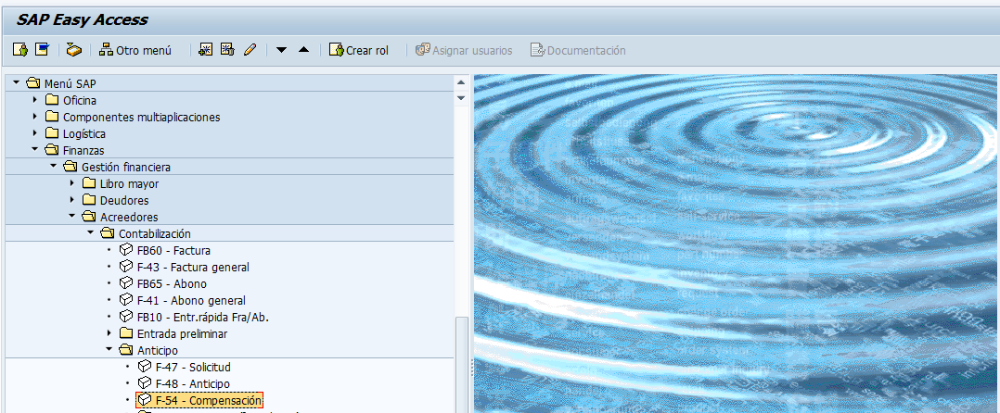 SAP Easy Access
Otro menú Crear rol Asignar usuarios Documentación
Menú SAP
Oficina
Componentes multiaplicaciones
Logística
Finanzas
Gestión financiera
Libro mayor
Deudores
Acreedores
Contabilización
FB60 - Factura
F-43 - Factura general
FB65 - Abono
F-41 - Abono general
FB10 - Entr.rápida Fra/Ab.
Entrada preliminar
Anticipo
F-47 - Solicitud
F-48 - Anticipo
F-54 - Compensación